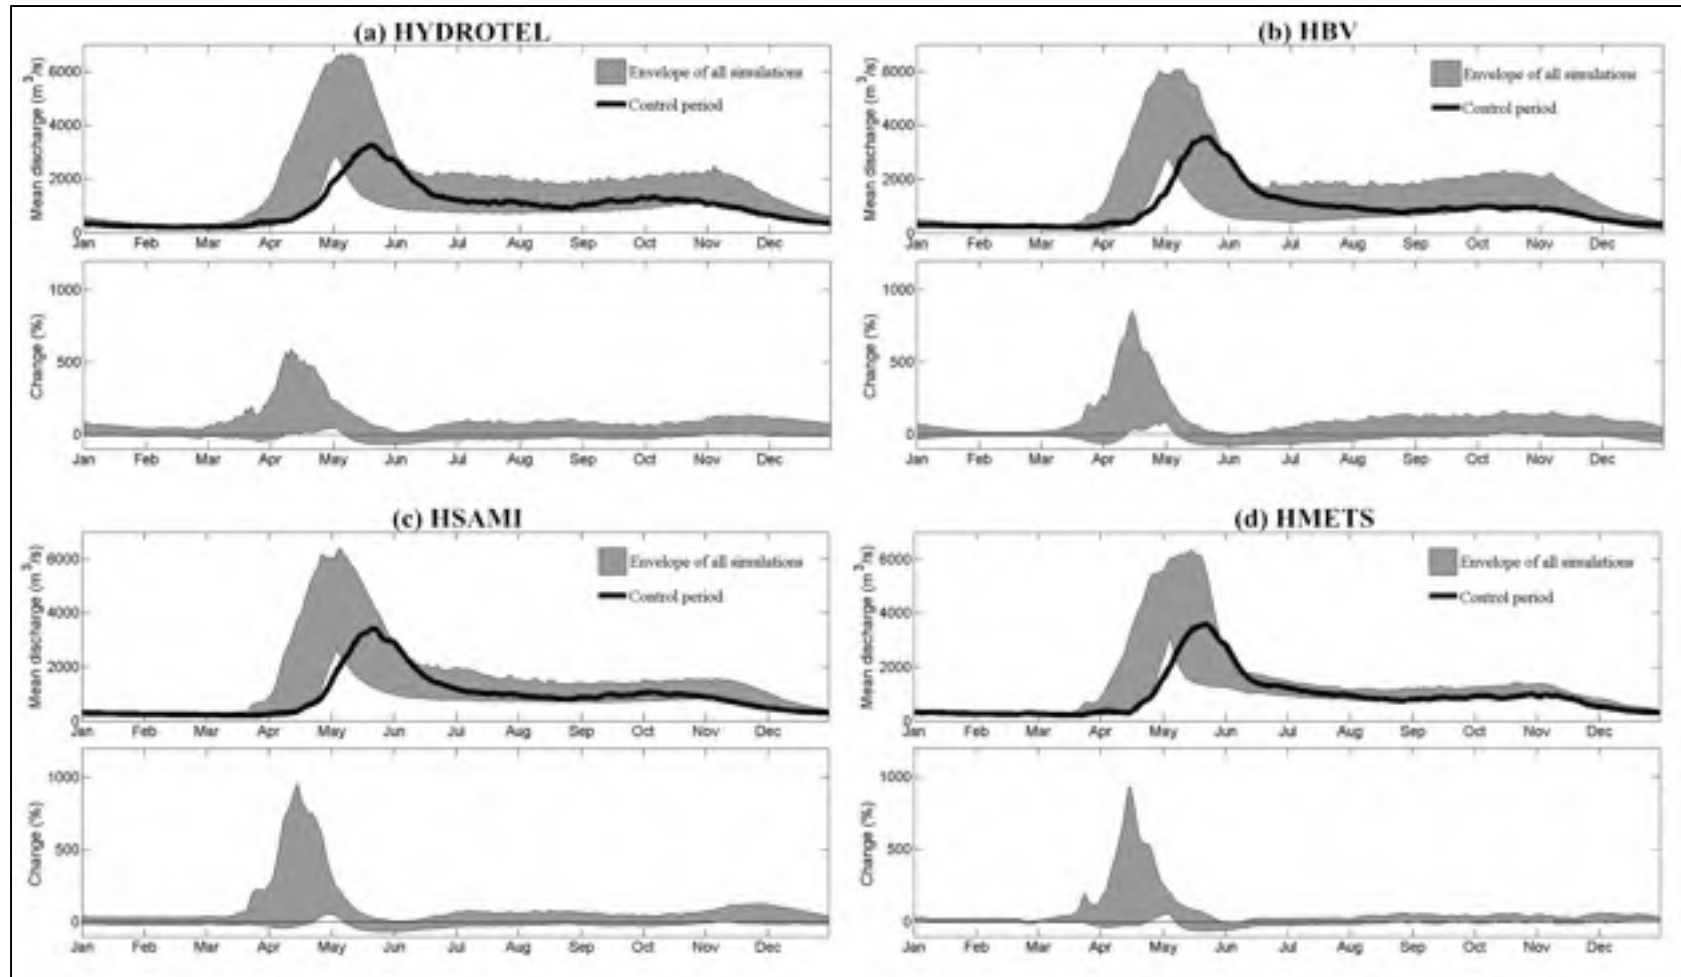 (a) HYDROTEL
Mean discharge (m³/s)
6000
4000
2000
0
Envelope of all simulations
Control period
Jan Feb Mar Apr May Jun Jul Aug Sep Oct Nov Dec
Change (%)
1000
500
0
Jan Feb Mar Apr May Jun Jul Aug Sep Oct Nov Dec
(b) HBV
Mean discharge (m³/s)
6000
4000
2000
0
Envelope of all simulations
Control period
Jan Feb Mar Apr May Jun Jul Aug Sep Oct Nov Dec
Change (%)
1000
500
0
Jan Feb Mar Apr May Jun Jul Aug Sep Oct Nov Dec
(c) HSAMI
Mean discharge (m³/s)
6000
4000
2000
0
Envelope of all simulations
Control period
Jan Feb Mar Apr May Jun Jul Aug Sep Oct Nov Dec
Change (%)
1000
500
0
Jan Feb Mar Apr May Jun Jul Aug Sep Oct Nov Dec
(d) HMETS
Mean discharge (m³/s)
6000
4000
2000
0
Envelope of all simulations
Control period
Jan Feb Mar Apr May Jun Jul Aug Sep Oct Nov Dec
Change (%)
1000
500
0
Jan Feb Mar Apr May Jun Jul Aug Sep Oct Nov Dec